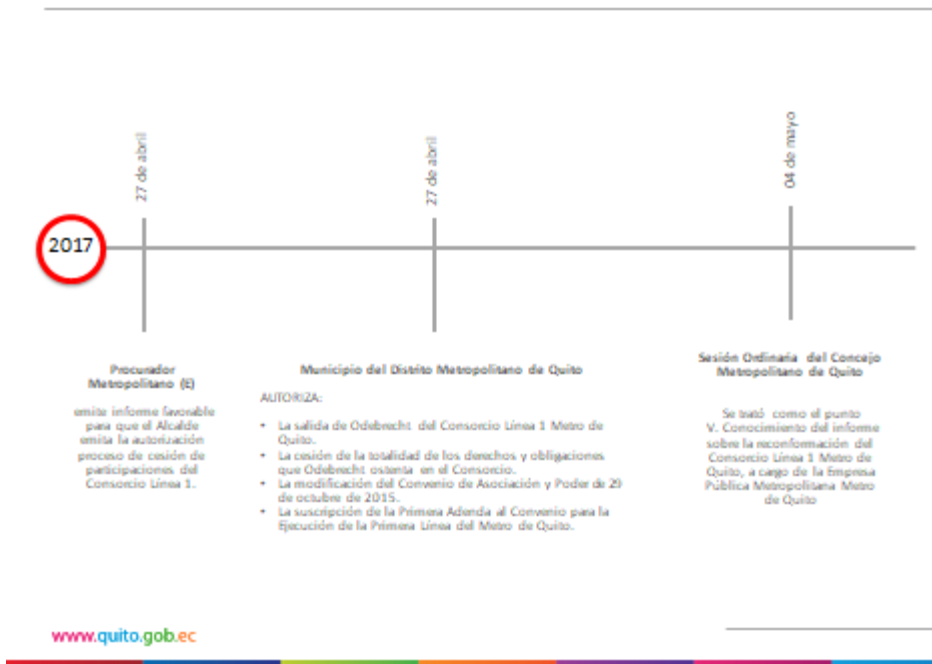 27 de abril
27 de abril
04 de mayo
2017
Procurador
Metropolitano (E)
emite informe favorable
para que el Alcalde
emita la autorización
proceso de cesión de
participaciones del
Consorcio Línea 1.
Municipio del Distrito Metropolitano de Quito
AUTORIZA:
• La salida de Odebrecht del Consorcio Línea 1 Metro de
Quito.
• La cesión de la totalidad de los derechos y obligaciones
que Odebrecht ostenta en el Consorcio.
• La modificación del Convenio de Asociación y Poder de 29
de octubre de 2015.
• La suscripción de la Primera Adenda al Convenio para la
Ejecución de la Primera Línea del Metro de Quito.
Sesión Ordinaria del Concejo
Metropolitano de Quito
Se trató como el punto
V. Conocimiento del informe
sobre la reconformación del
Consorcio Línea 1 Metro de
Quito, a cargo de la Empresa
Pública Metropolitana Metro
de Quito
www.quito.gob.ec